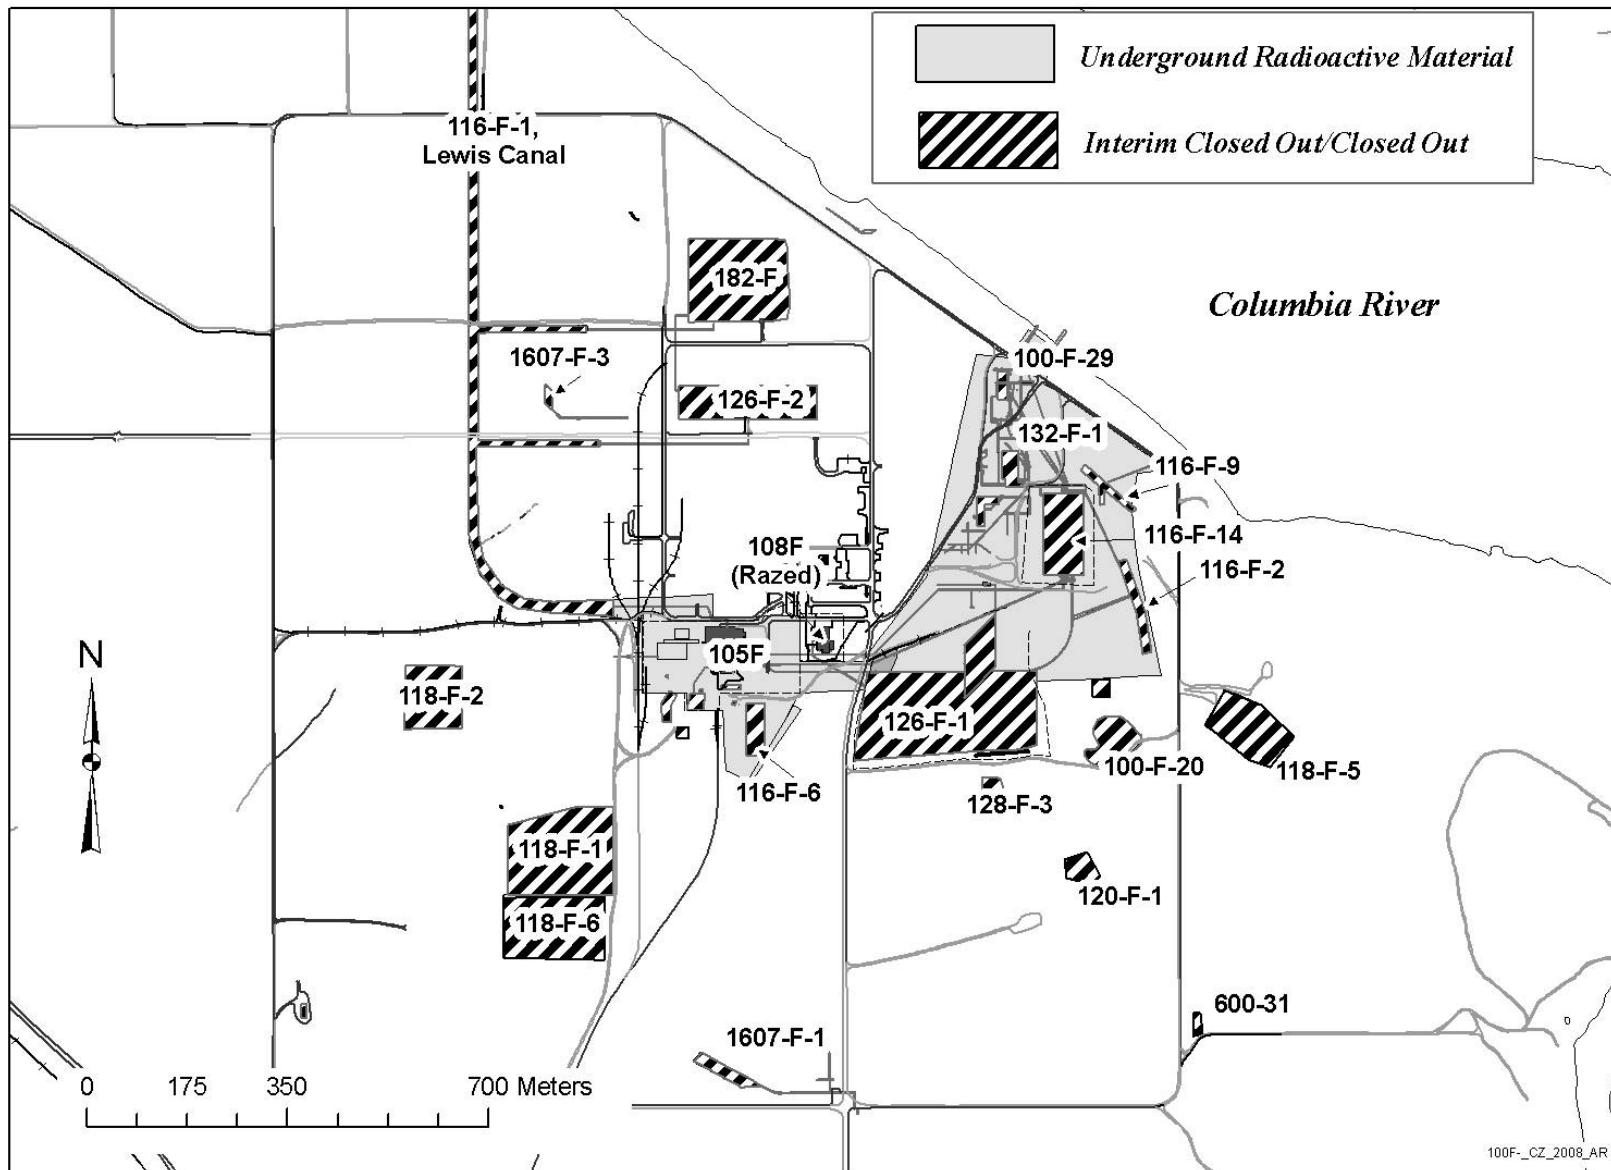 Underground Radioactive Material
Interim Closed Out/Closed Out
116-F-1,
Lewis Canal
182-F
Columbia River
1607-F-3
100-F-29
126-F-2
132-F-1
116-F-9
108F
(Razed)
116-F-14
116-F-2
N
105F
118-F-2
126-F-1
100-F-20
118-F-5
116-F-6
128-F-3
118-F-1
120-F-1
118-F-6
600-31
1607-F-1
0 175 350 700 Meters
100F-_CZ_2008_AR